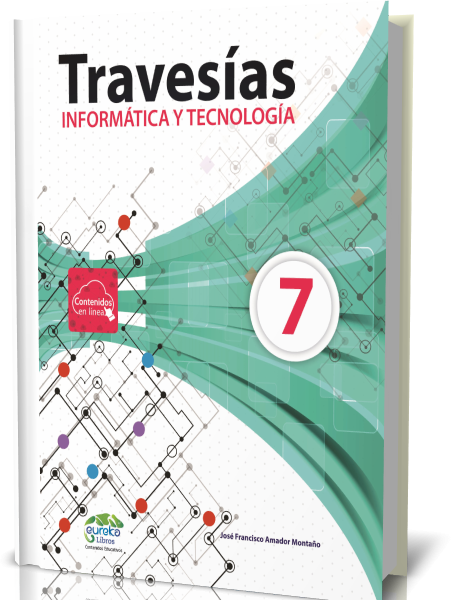 Travesías
INFORMÁTICA Y TECNOLOGÍA
7
Contenidos
en línea
eureka
Libros
Contenidos Educativos
José Francisco Amador Montaño